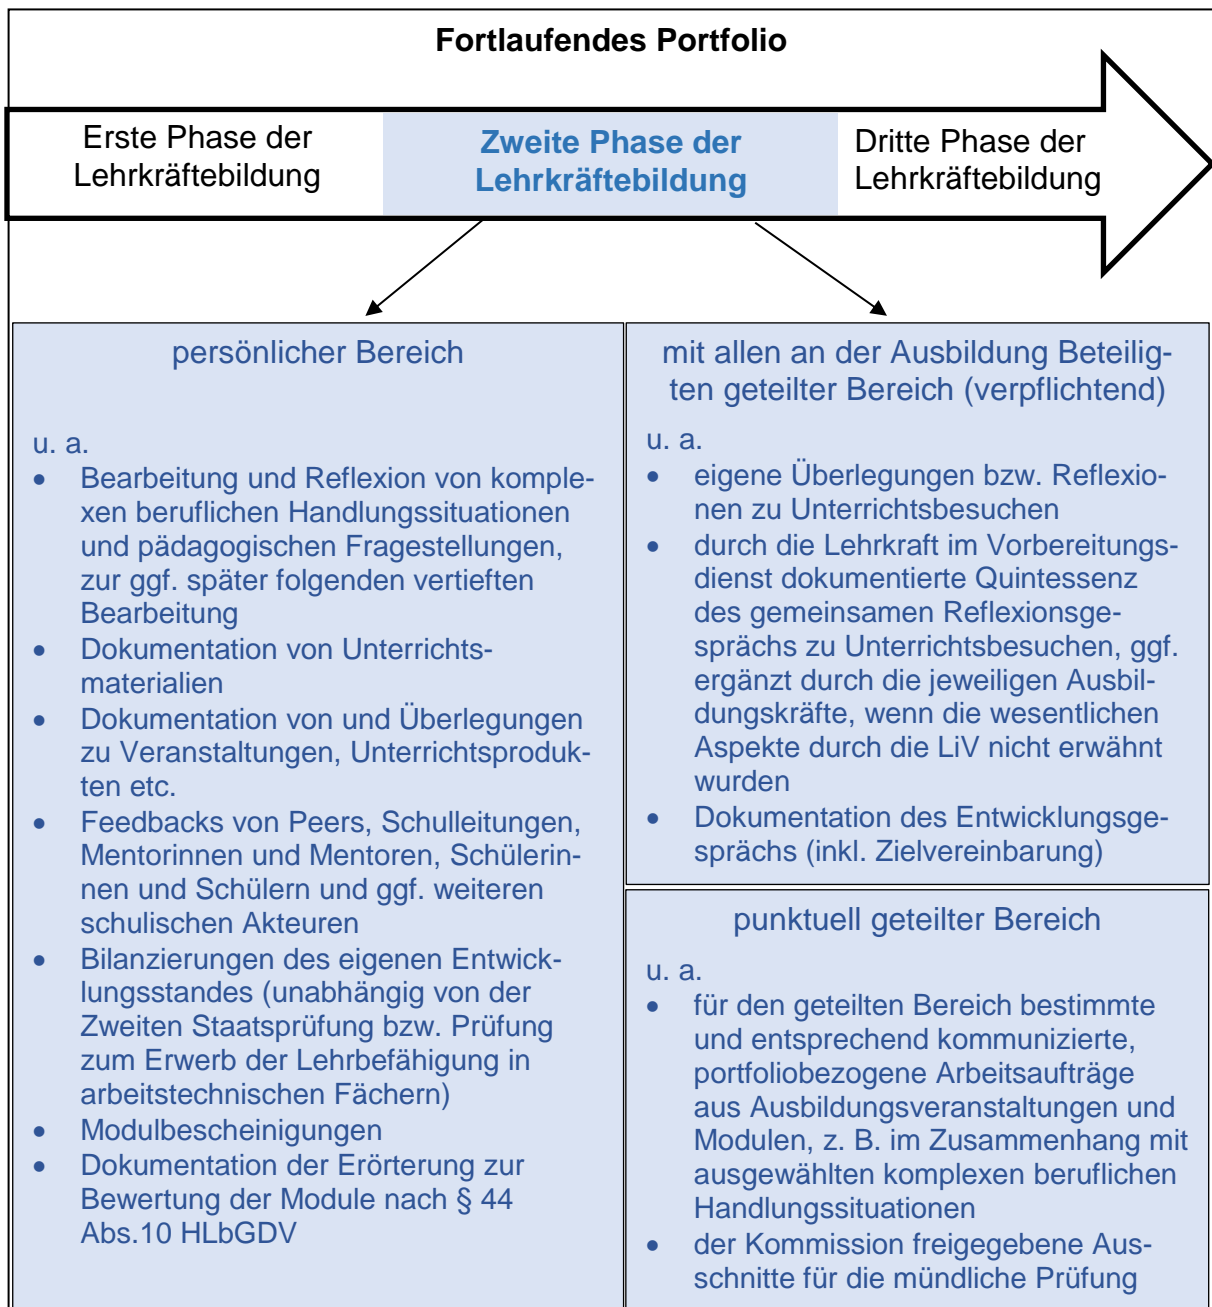 Fortlaufendes Portfolio
Erste Phase der
Lehrkräftebildung
Zweite Phase der
Lehrkräftebildung
Dritte Phase der
Lehrkräftebildung
persönlicher Bereich
u. a.
• Bearbeitung und Reflexion von komple-
xen beruflichen Handlungssituationen
und pädagogischen Fragestellungen,
zur ggf. später folgenden vertieften
Bearbeitung
• Dokumentation von Unterrichts-
materialien
• Dokumentation von und Überlegungen
zu Veranstaltungen, Unterrichtsproduk-
ten etc.
• Feedbacks von Peers, Schulleitungen,
Mentorinnen und Mentoren, Schülerin-
nen und Schülern und ggf. weiteren
schulischen Akteuren
• Bilanzierungen des eigenen Entwick-
lungsstandes (unabhängig von der
Zweiten Staatsprüfung bzw. Prüfung
zum Erwerb der Lehrbefähigung in
arbeitstechnischen Fächern)
• Modulbescheinigungen
• Dokumentation der Erörterung zur
Bewertung der Module nach § 44
Abs.10 HLbGDV
mit allen an der Ausbildung Beteilig-
ten geteilter Bereich (verpflichtend)
u. a.
• eigene Überlegungen bzw. Reflexio-
nen zu Unterrichtsbesuchen
• durch die Lehrkraft im Vorbereitungs-
dienst dokumentierte Quintessenz
des gemeinsamen Reflexionsge-
sprächs zu Unterrichtsbesuchen, ggf.
ergänzt durch die jeweiligen Ausbil-
dungskräfte, wenn die wesentlichen
Aspekte durch die LiV nicht erwähnt
wurden
• Dokumentation des Entwicklungsge-
sprächs (inkl. Zielvereinbarung)
punktuell geteilter Bereich
u. a.
• für den geteilten Bereich bestimmte
und entsprechend kommunizierte,
portfoliobezogene Arbeitsaufträge
aus Ausbildungsveranstaltungen und
Modulen, z. B. im Zusammenhang mit
ausgewählten komplexen beruflichen
Handlungssituationen
• der Kommission freigegebene Aus-
schnitte für die mündliche Prüfung